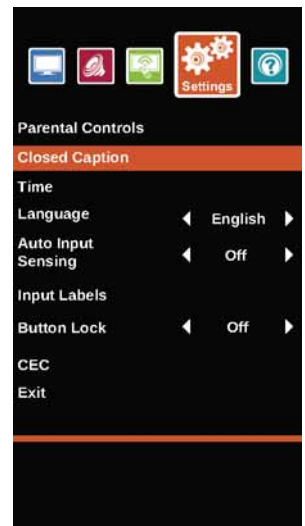 Settings
Parental Controls
Closed Caption
Time
Language English
Auto Input
Sensing Off
Input Labels
Button Lock Off
CEC
Exit